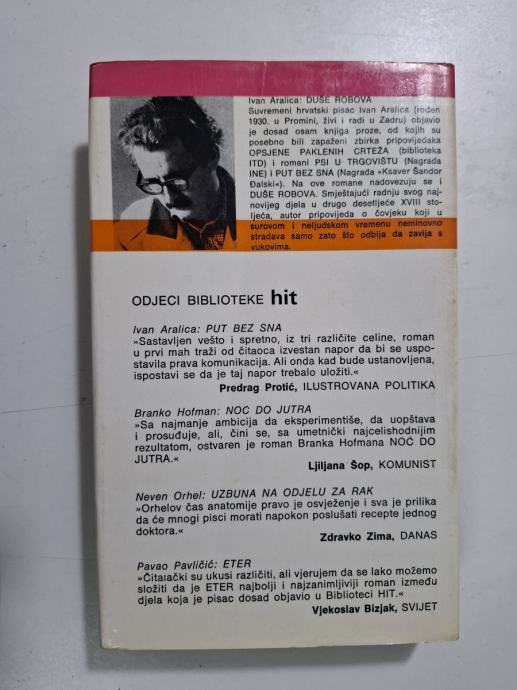 Ivan Aralica: DUŠE ROBOVA
Suvremeni hrvatski pisac Ivan Aralica (rođen
1930. u Promini, živi i radi u Zadru) objavio
je dosad osam knjiga proze, od kojih su
posebno bili zapaženi zbirka pripovijedaka
OPSJENE PAKLENIH CRTEŽA (biblioteka
ITD) i romani PSI U TRGOVIŠTU (Nagrada
INE) i PUT BEZ SNA (Nagrada »Ksaver Šandor
Đalski«). Na ove romane nadovezuju se i
DUŠE ROBOVA. Smještajući radnju svog naj-
novijeg djela u drugo desetljeće XVIII sto-
ljeća, autor pripovijeda o čovjeku koji u
surovom i neljudskom vremenu neminovno
stradava samo zato što odbija da zavija s
vukovima.
ODJECI BIBLIOTEKE hit
Ivan Aralica: PUT BEZ SNA
»Sastavljen vešto i spretno, iz tri različite celine, roman
u prvi mah traži od čitaoca izvestan napor da bi se uspo-
stavila prava komunikacija. Ali onda kad bude ustanovljena,
ispostavi se da je taj napor trebalo uložiti.«
Predrag Protić, ILUSTROVANA POLITIKA
Branko Hofman: NOĆ DO JUTRA
»Sa najmanje ambicija da eksperimentiše, da uopštava
i prosuđuje, ali, čini se, sa umetnički najcelishodnijim
rezultatom, ostvaren je roman Branka Hofmana NOĆ DO
JUTRA.«
Ljiljana Šop, KOMUNIST
Neven Orhel: UZBUNA NA ODJELU ZA RAK
»Orhelov čas anatomije pravo je osvježenje i sva je prilika
da će mnogi pisci morati napokon poslušati recepte jednog
doktora.«
Zdravko Zima, DANAS
Pavao Pavličić: ETER
»Čitalački su ukusi različiti, ali vjerujem da se lako možemo
složiti da je ETER najbolji i najzanimljiviji roman između
djela koja je pisac dosad objavio u Biblioteci HIT.«
Vjekoslav Bizjak, SVIJET